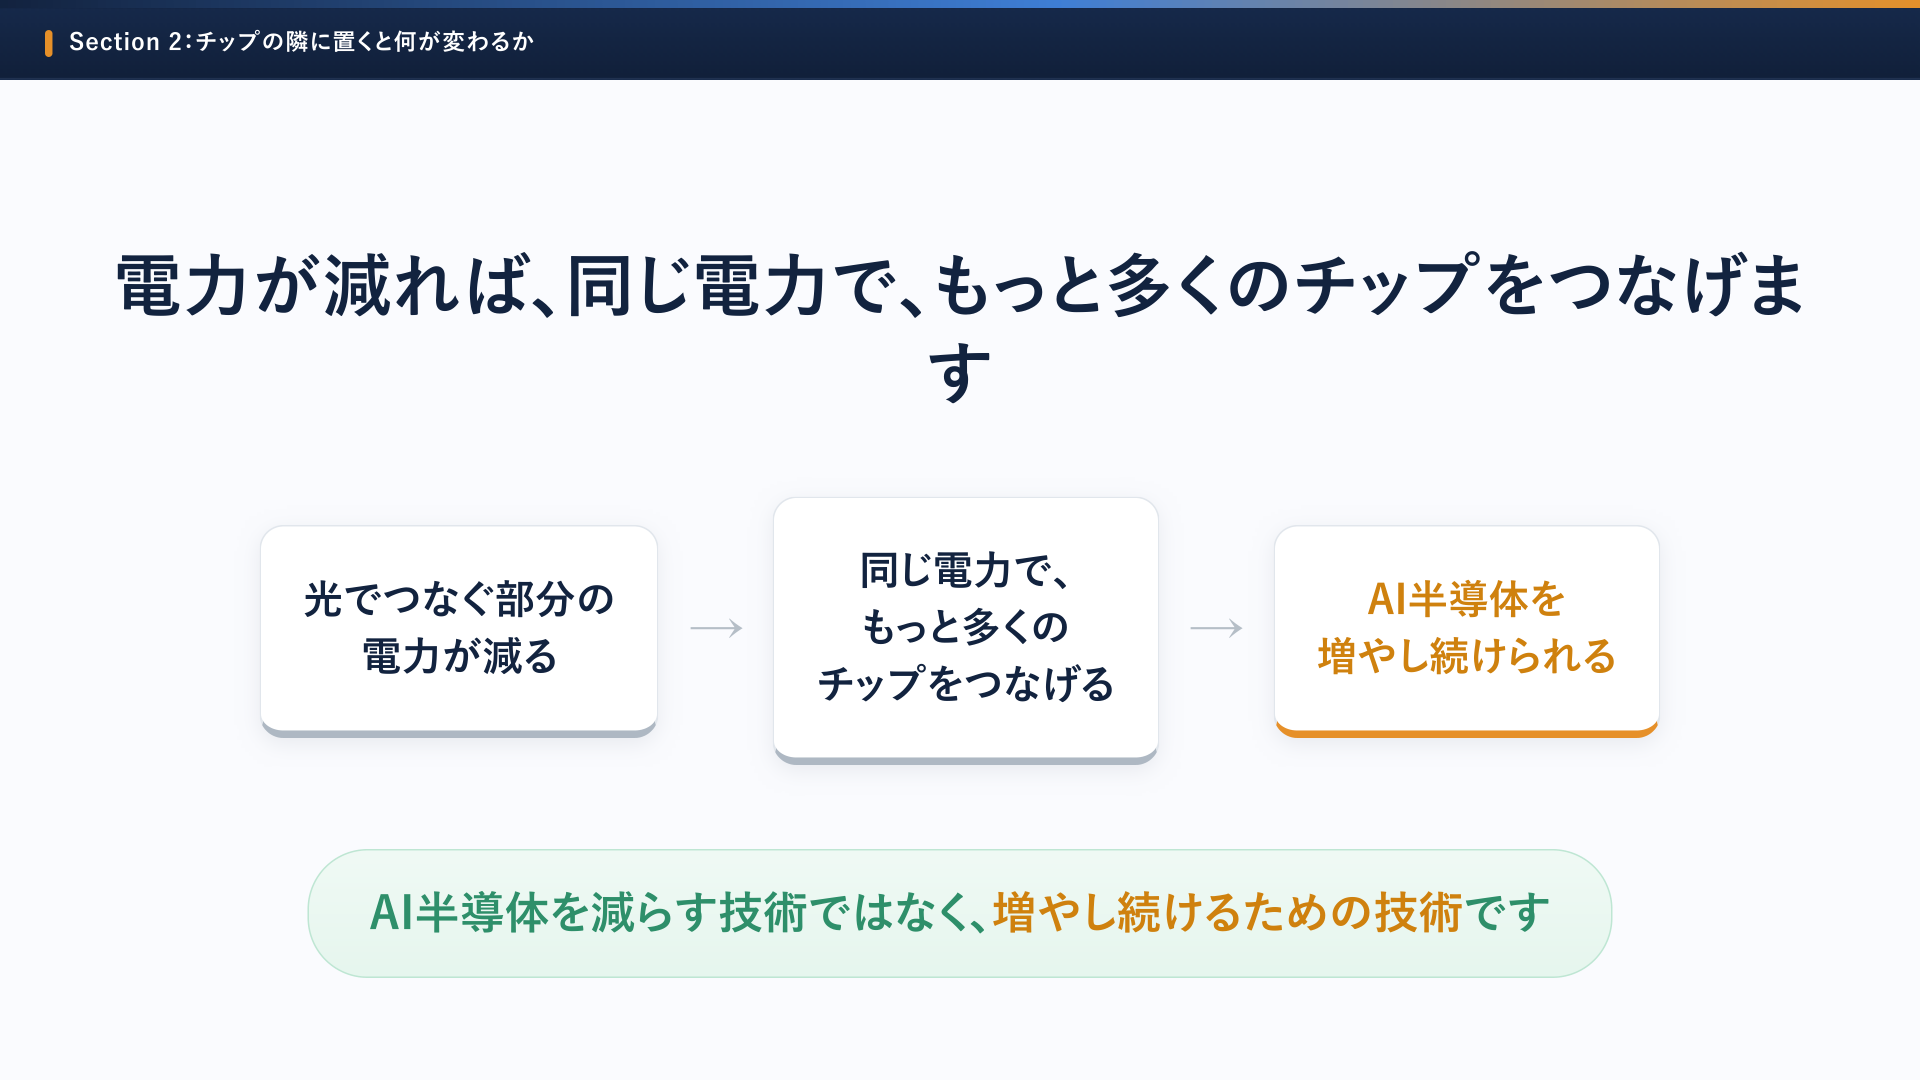 Section 2：チップの隣に置くと何が変わるか
電力が減れば、同じ電力で、もっと多くのチップをつなげま
す
光でつなぐ部分の
電力が減る
→
同じ電力で、
もっと多くの
チップをつなげる
→
AI半導体を
増やし続けられる
AI半導体を減らす技術ではなく、増やし続けるための技術です